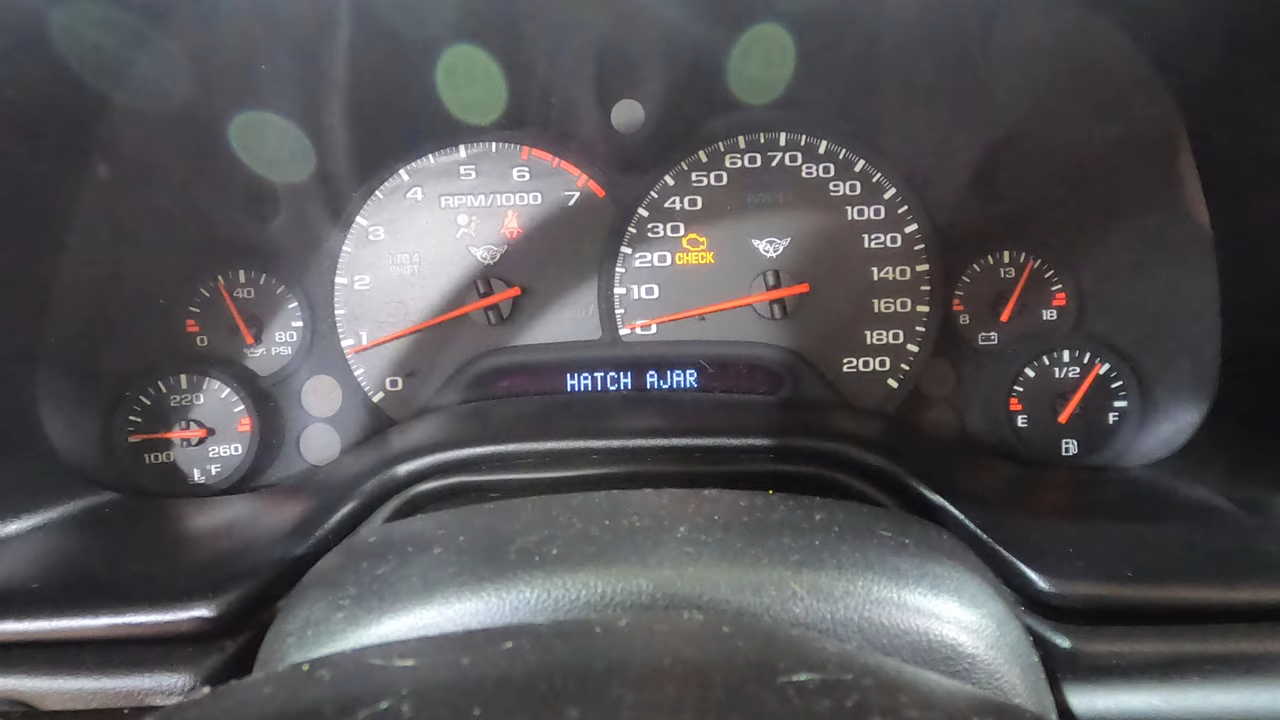 0 1 2 3 4 5 6 7
RPM/1000
1 TO 4
SHIFT
0 10 20 30 40 50 60 70 80 90 100 120 140 160 180 200
MPH
CHECK
0 40 80
PSI
100 220 260
°F
8 13 18
E 1/2 F
HATCH AJAR